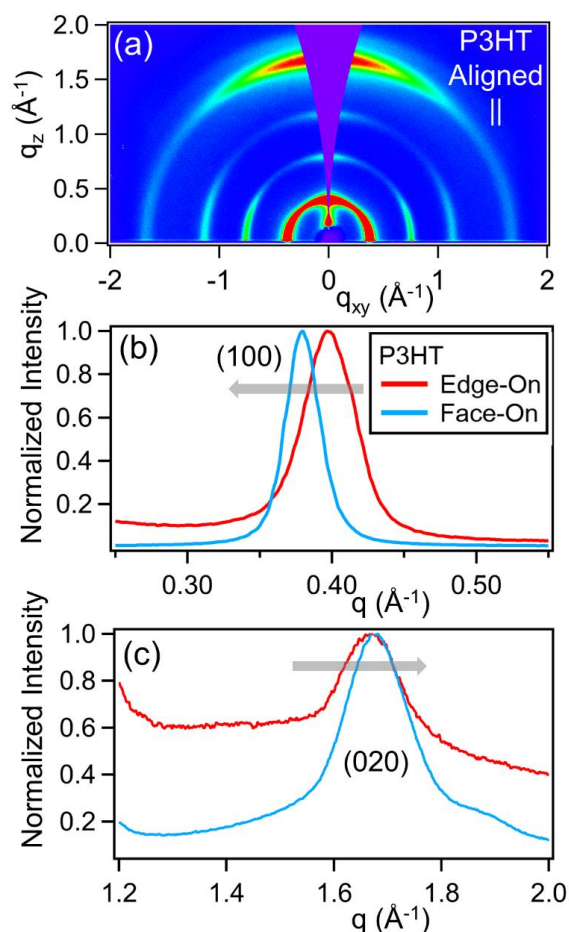 (a)
P3HT
Aligned
||
2.0
1.5
1.0
0.5
0.0
qz (Å-1)
-2 -1 0 1 2
qxy (Å-1)
(b)
(100)
P3HT
Edge-On
Face-On
1.0
0.8
0.6
0.4
0.2
Normalized Intensity
0.30 0.40 0.50
q (Å-1)
(c)
(020)
1.0
0.8
0.6
0.4
0.2
Normalized Intensity
1.2 1.4 1.6 1.8 2.0
q (Å-1)